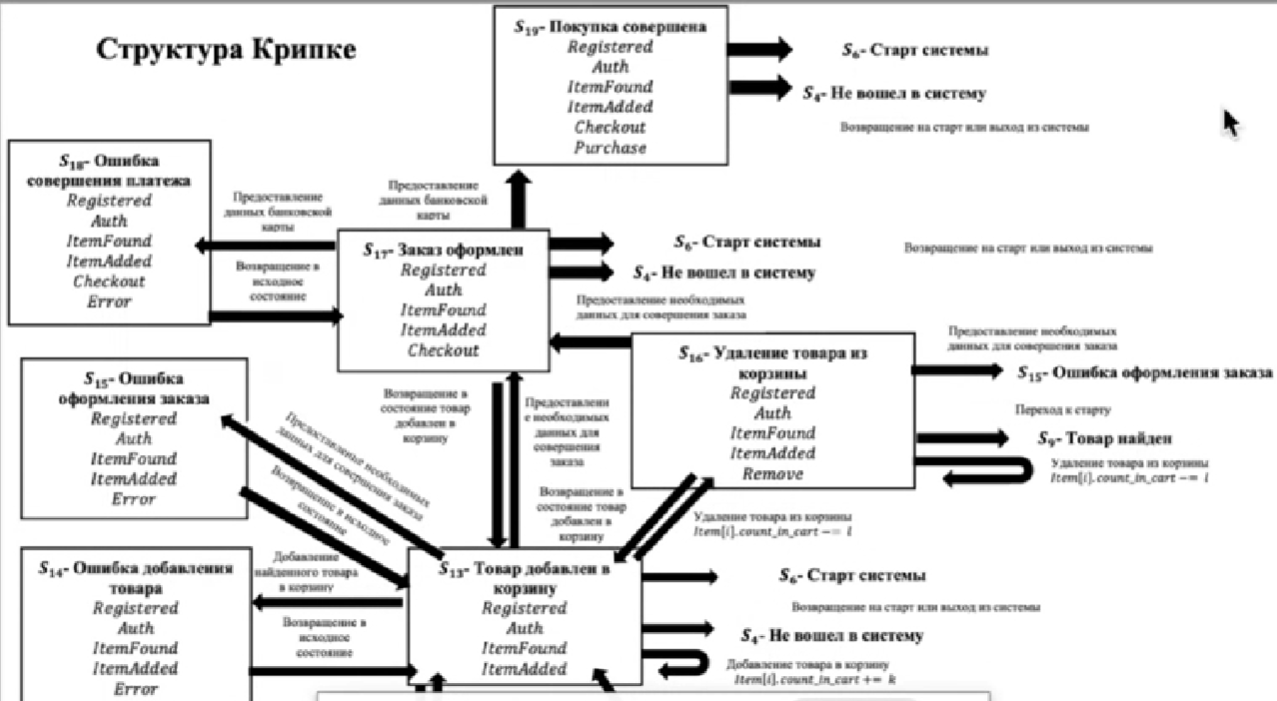 Структура Крипке
S19- Покупка совершена
Registered
Auth
ItemFound
ItemAdded
Checkout
Purchase
S6- Старт системы
S4- Не вошел в систему
Возвращение на старт или выход из системы
S18- Ошибка
совершения платежа
Registered
Auth
ItemFound
ItemAdded
Checkout
Error
Предоставление
данных банковской
карты
Возвращение в
исходное
состояние
Предоставление
данных банковской
карты
S17- Заказ оформлен
Registered
Auth
ItemFound
ItemAdded
Checkout
S6- Старт системы
S4- Не вошел в систему
Возвращение на старт или выход из системы
Предоставление необходимых
данных для совершения заказа
S16- Удаление товара из
корзины
Registered
Auth
ItemFound
ItemAdded
Remove
Предоставление необходимых
данных для совершения заказа
S15- Ошибка оформления заказа
Переход к старту
S9- Товар найден
Удаление товара из корзины
Item[i].count_in_cart −= l
S15- Ошибка
оформления заказа
Registered
Auth
ItemFound
ItemAdded
Error
Предоставление необходимых
данных для совершения заказа
Возвращение в исходное
состояние
Возвращение в
состояние товар
добавлен в
корзину
Предоставлени
е необходимых
данных для
совершения
заказа
Возвращение в
состояние товар
добавлен в
корзину
Удаление товара из корзины
Item[i].count_in_cart −= l
S14- Ошибка добавления
товара
Registered
Auth
ItemFound
ItemAdded
Error
Добавление
найденного товара
в корзину
Возвращение в
исходное
состояние
S13- Товар добавлен в
корзину
Registered
Auth
ItemFound
ItemAdded
S6- Старт системы
Возвращение на старт или выход из системы
S4- Не вошел в систему
Добавление товара в корзину
Item[i].count_in_cart += k